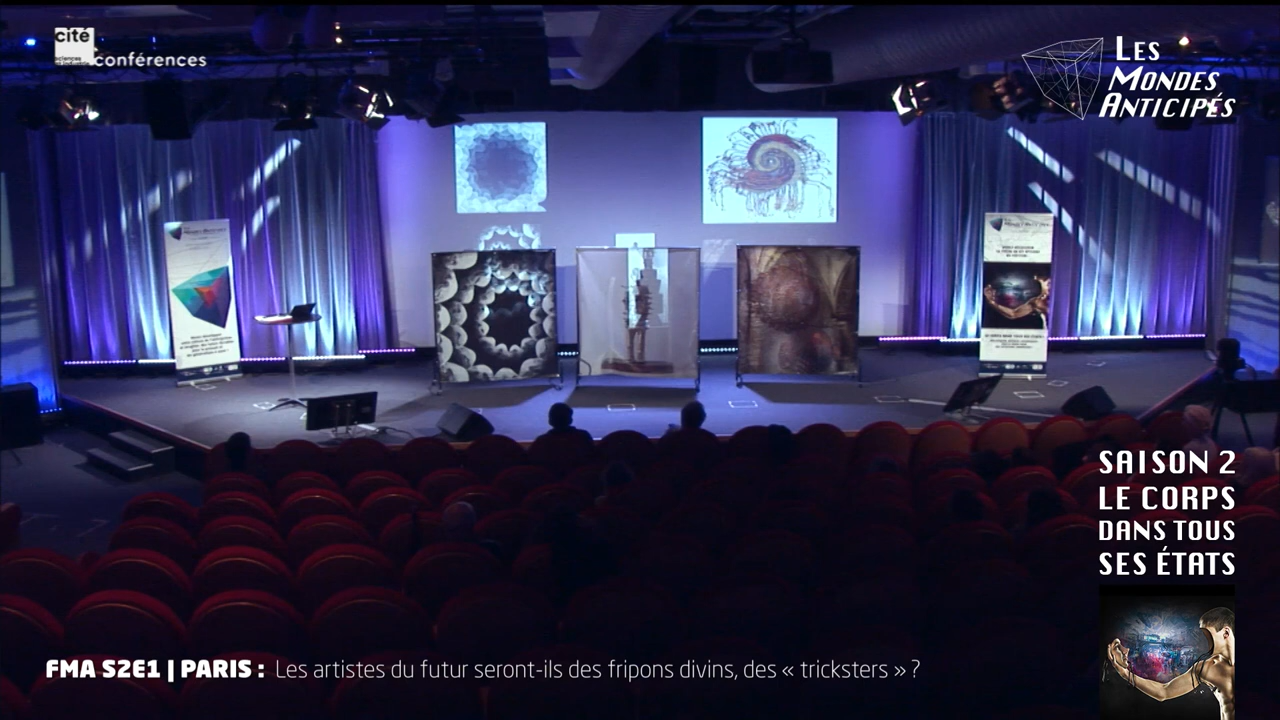 cité
sciences
conférences
LES
MONDES
ANTICIPÉS
SAISON 2
LE CORPS
DANS TOUS
SES ÉTATS
FMA S2E1 | PARIS : Les artistes du futur seront-ils des fripons divins, des « tricksters » ?